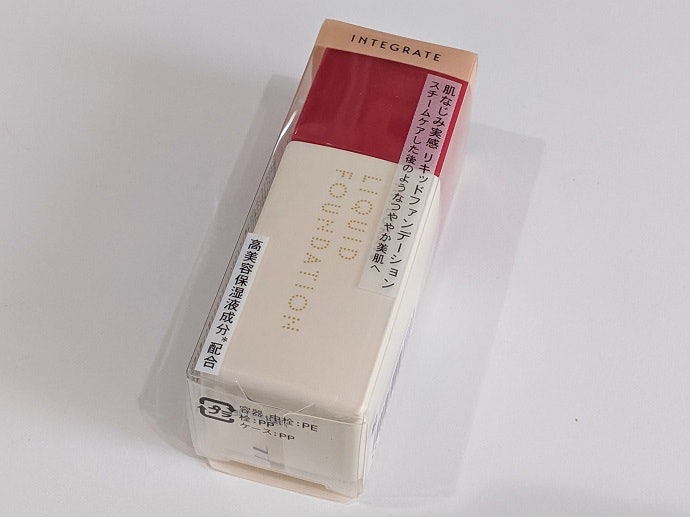 INTEGRATE
肌なじみ実感 リキッドファンデーション
スチームケアした後のようなつややか美肌へ
LIQUID
FOUNDATION
高美容保湿液成分*配合
プラ
容器・中栓:PE
栓:PP
ケース:PP